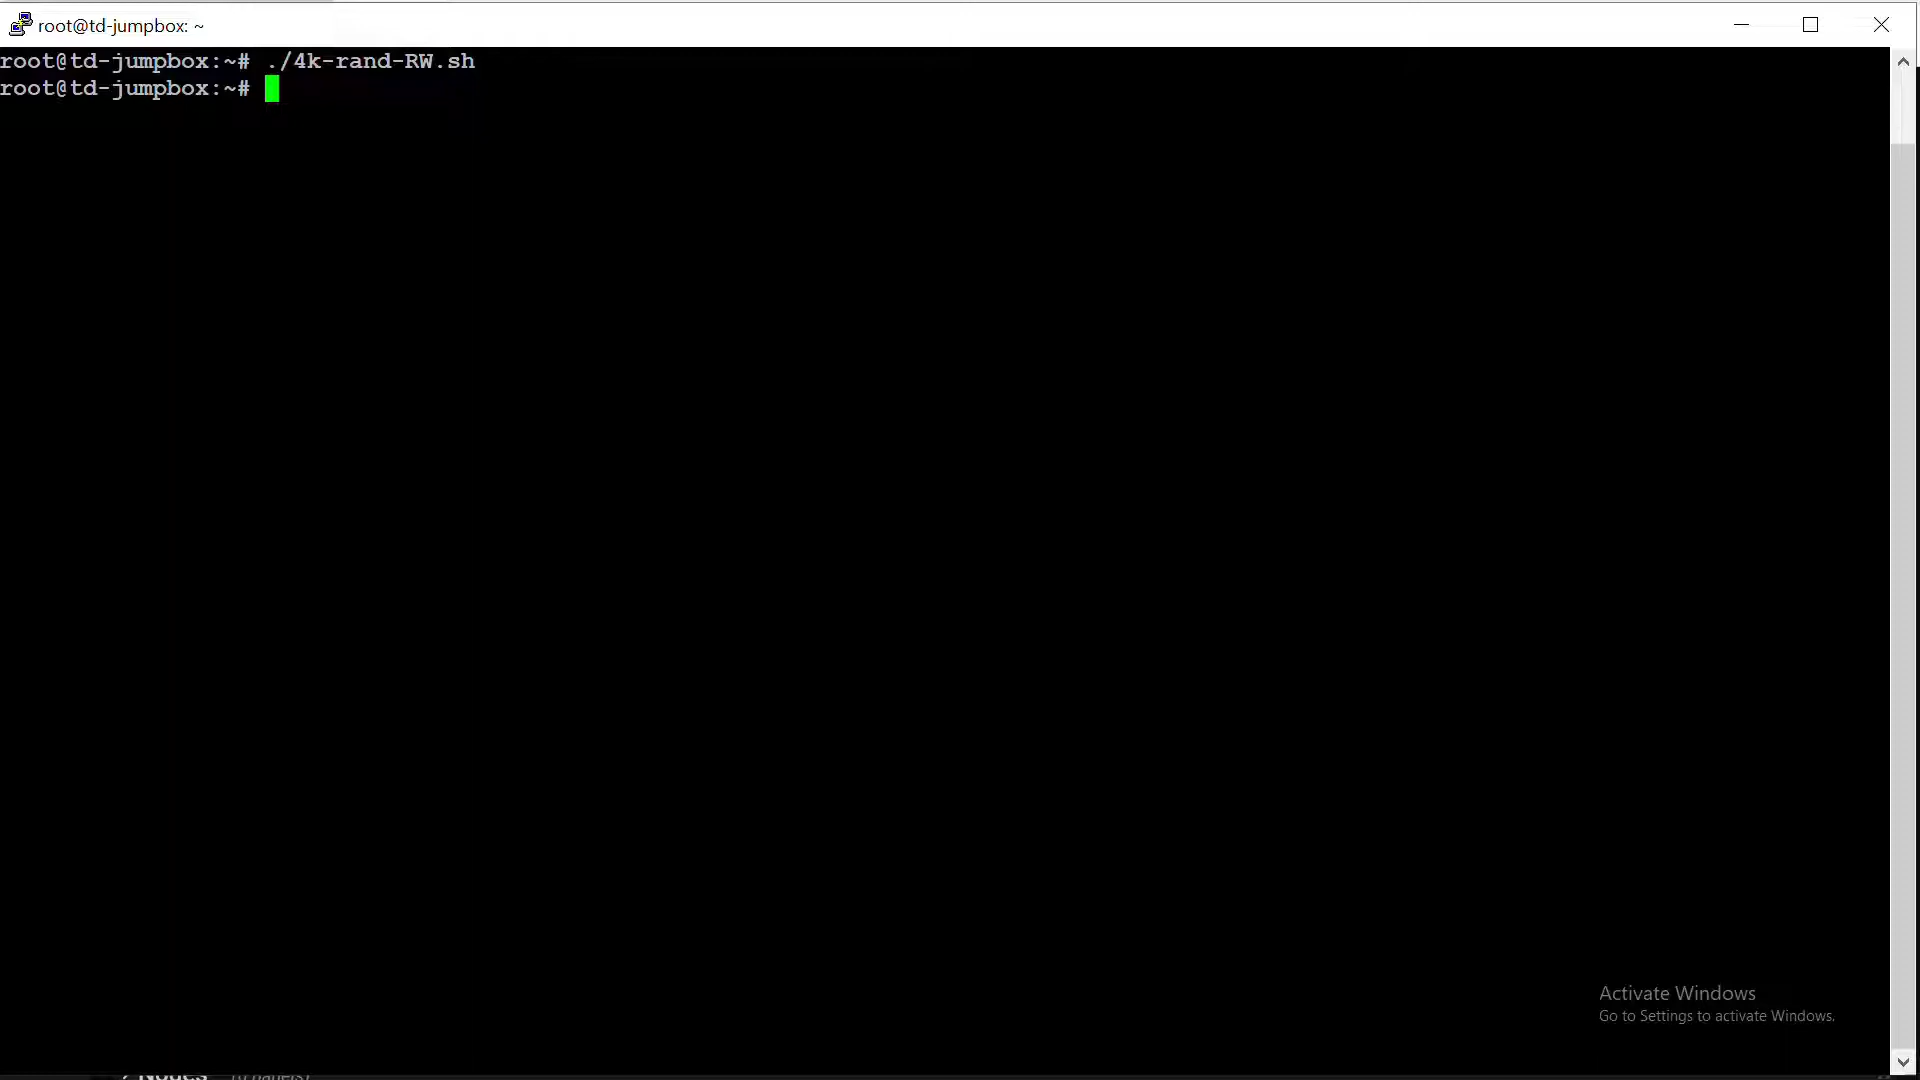 root@td-jumpbox: ~
root@td-jumpbox:~# ./4k-rand-RW.sh
root@td-jumpbox:~#
Activate Windows
Go to Settings to activate Windows.
Nodes